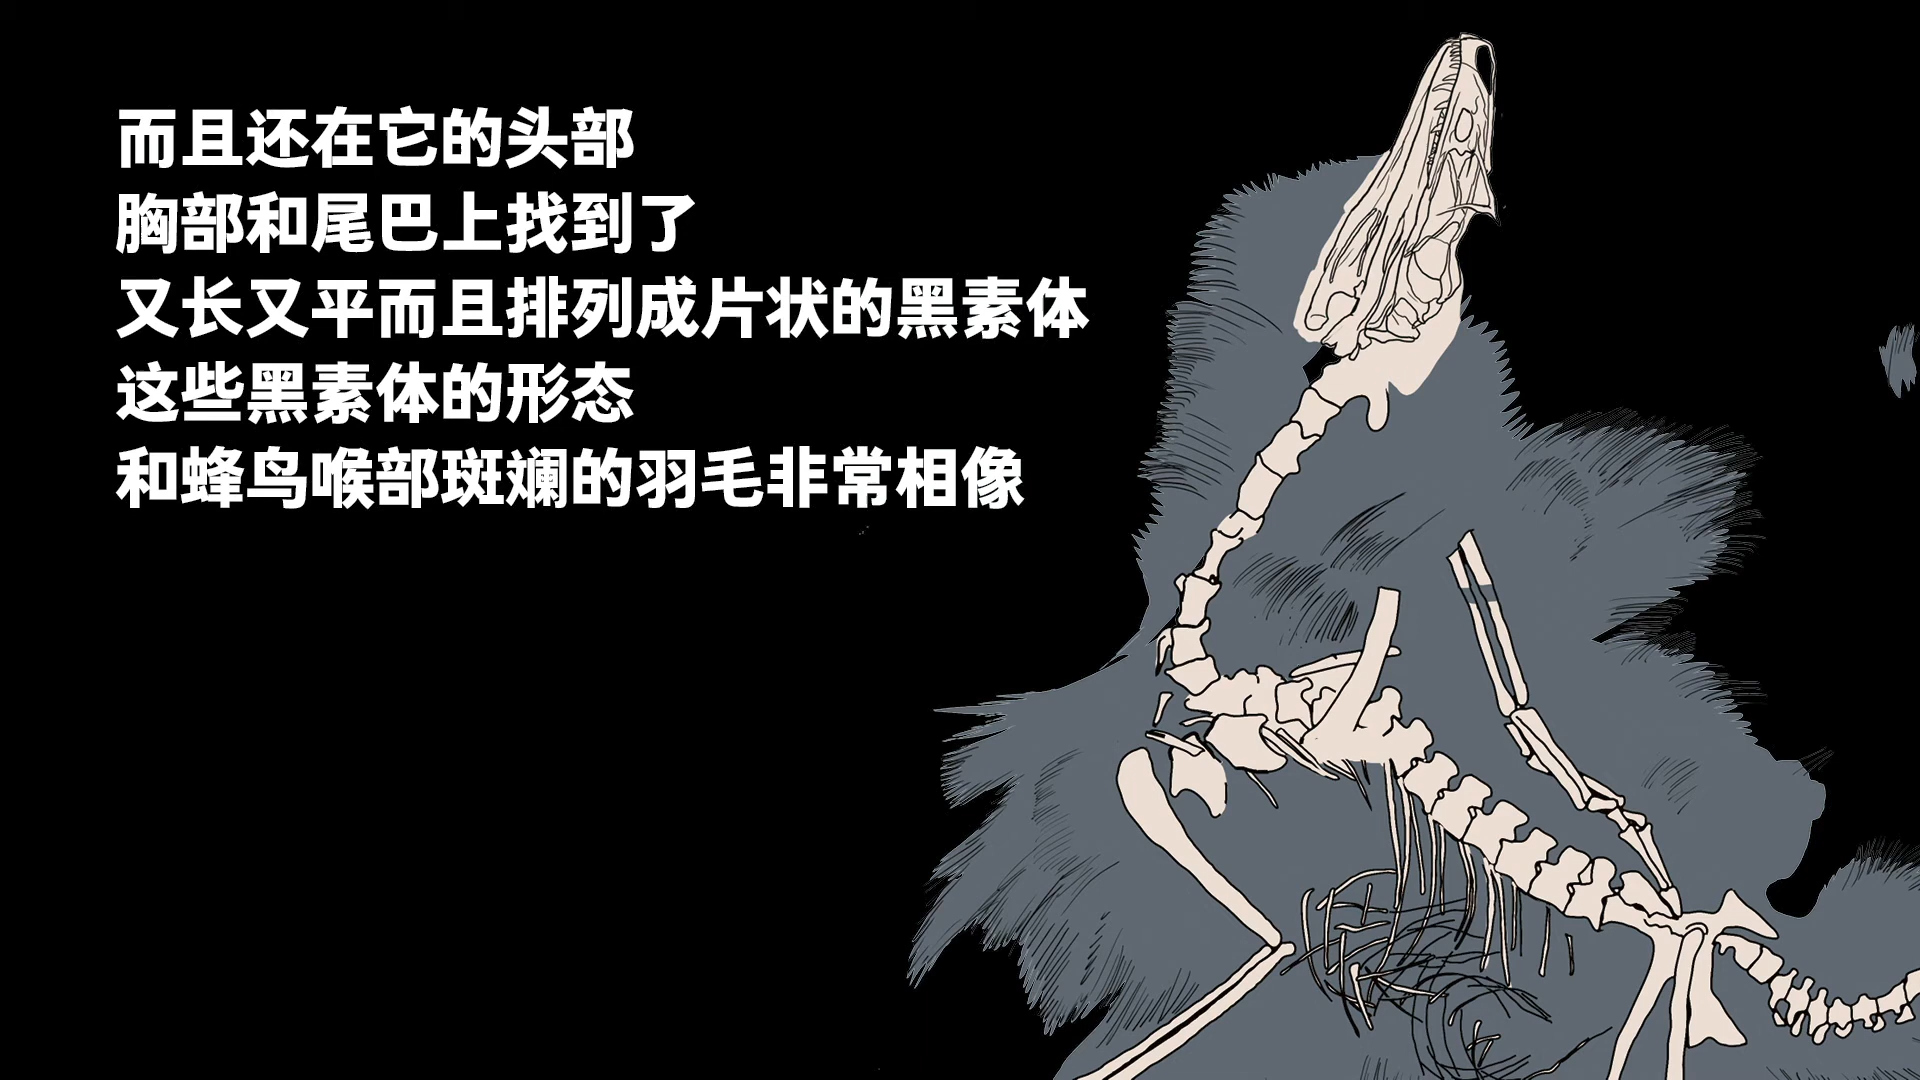 而且还在它的头部
胸部和尾巴上找到了
又长又平而且排列成片状的黑素体
这些黑素体的形态
和蜂鸟喉部斑斓的羽毛非常相像